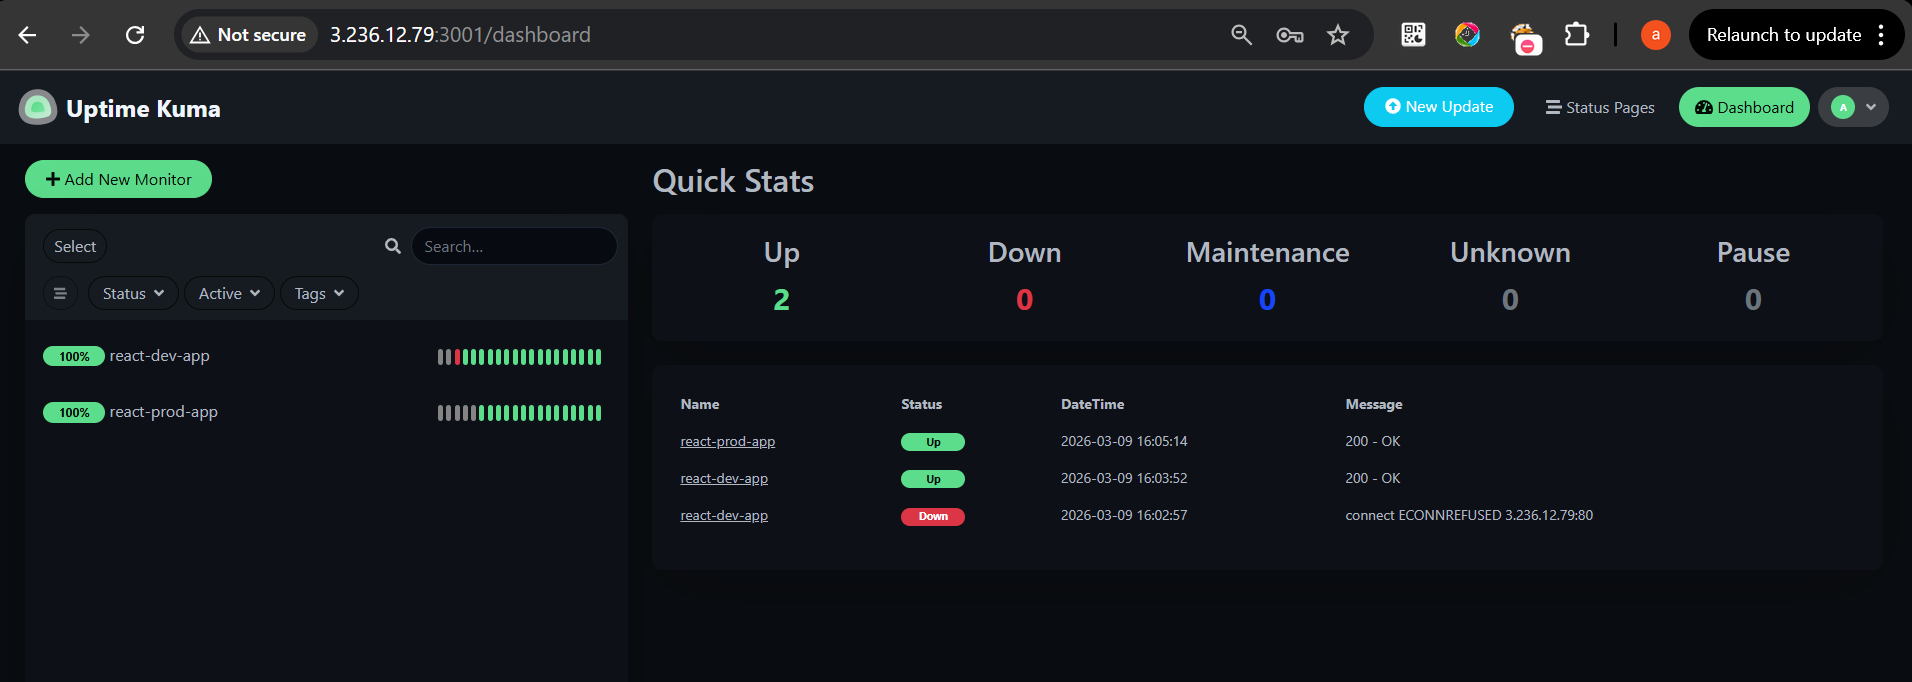 Not secure 3.236.12.79:3001/dashboard a Relaunch to update
Uptime Kuma New Update Status Pages Dashboard A
Add New Monitor
Select Search...
Status Active Tags
100% react-dev-app
100% react-prod-app
Quick Stats
Up Down Maintenance Unknown Pause
2 0 0 0 0
Name Status DateTime Message
react-prod-app Up 2026-03-09 16:05:14 200 - OK
react-dev-app Up 2026-03-09 16:03:52 200 - OK
react-dev-app Down 2026-03-09 16:02:57 connect ECONNREFUSED 3.236.12.79:80